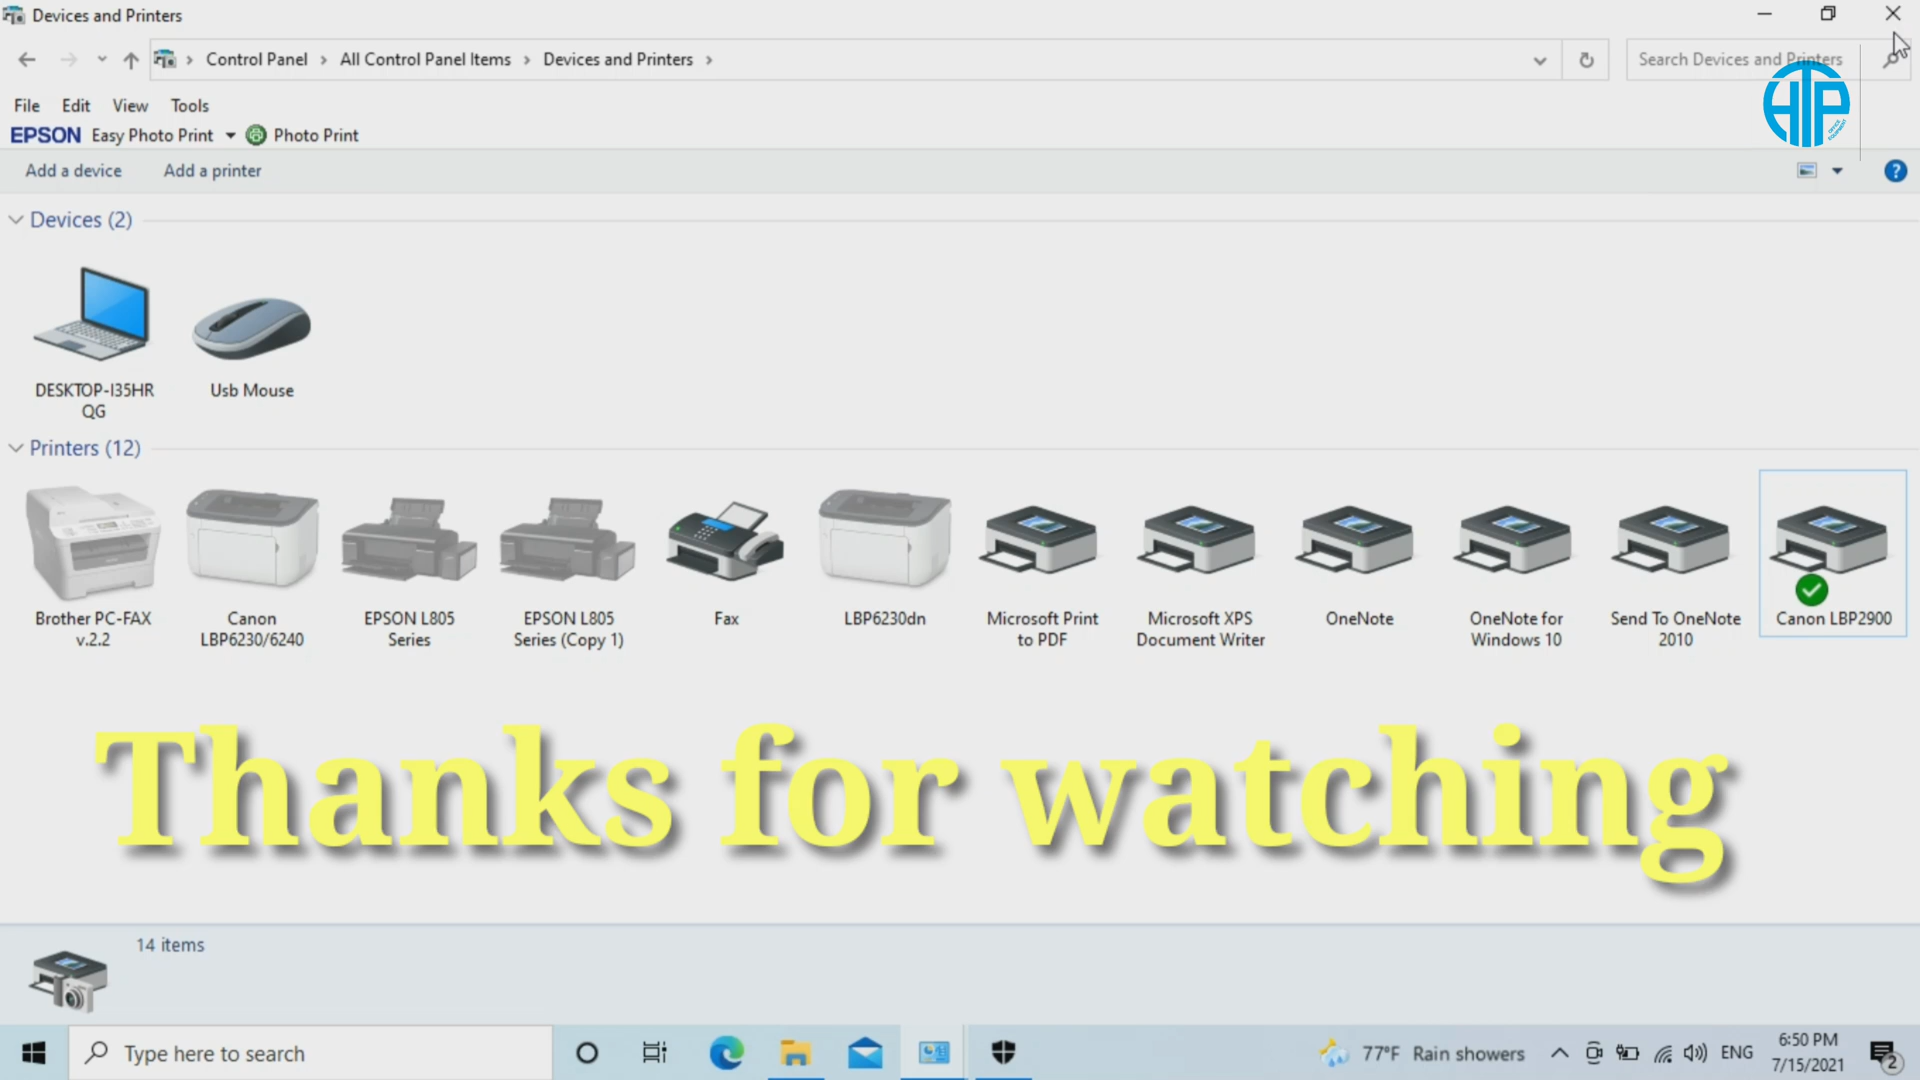 Devices and Printers
Control Panel > All Control Panel Items > Devices and Printers >
Search Devices and Printers
HTP
OFFICE EQUIPMENT
File Edit View Tools
EPSON Easy Photo Print Photo Print
Add a device Add a printer
?
Devices (2)
DESKTOP-I35HR
QG
Usb Mouse
Printers (12)
Brother PC-FAX
v.2.2
Canon
LBP6230/6240
EPSON L805
Series
EPSON L805
Series (Copy 1)
Fax
LBP6230dn
Microsoft Print
to PDF
Microsoft XPS
Document Writer
OneNote
OneNote for
Windows 10
Send To OneNote
2010
Canon LBP2900
Thanks for watching
14 items
Type here to search
77°F Rain showers
ENG
6:50 PM
7/15/2021
2